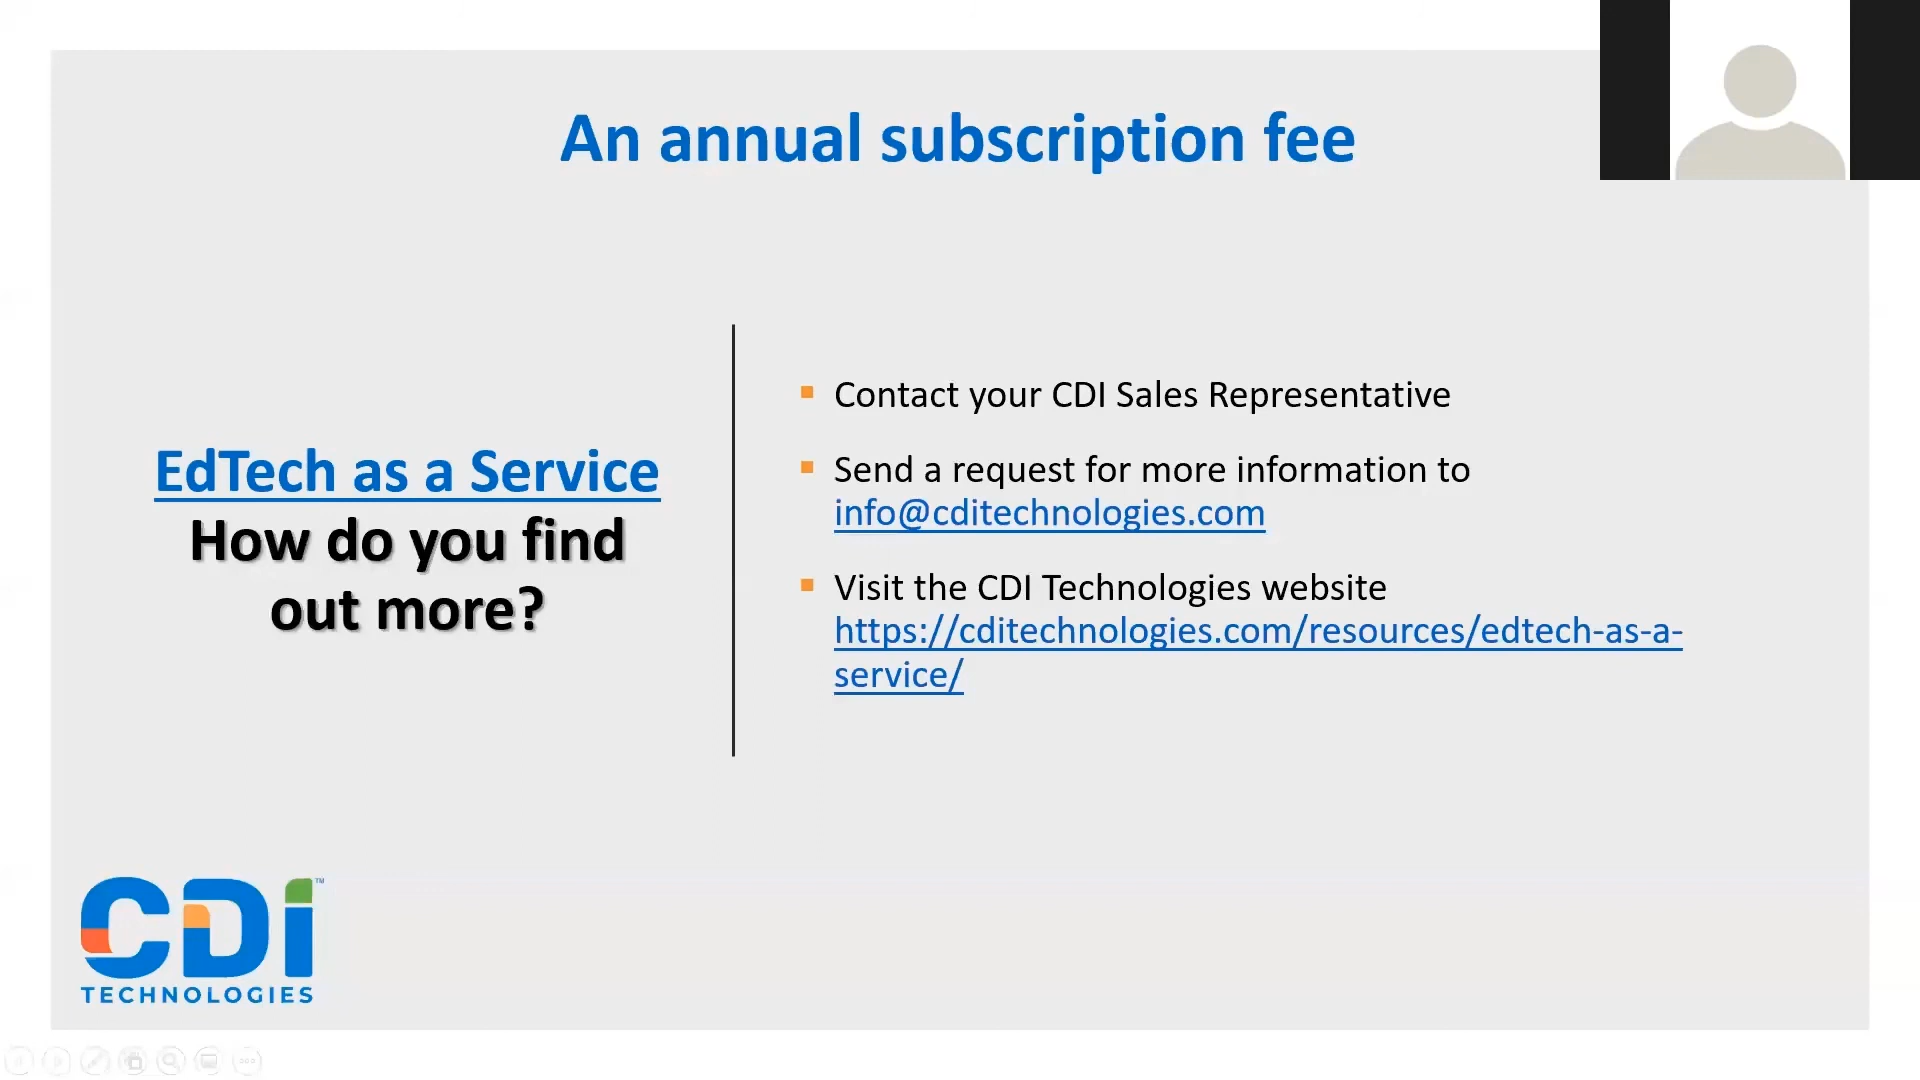 An annual subscription fee
EdTech as a Service
How do you find
out more?
Contact your CDI Sales Representative
Send a request for more information to
info@cditechnologies.com
Visit the CDI Technologies website
https://cditechnologies.com/resources/edtech-as-a-
service/
CDi™
TECHNOLOGIES